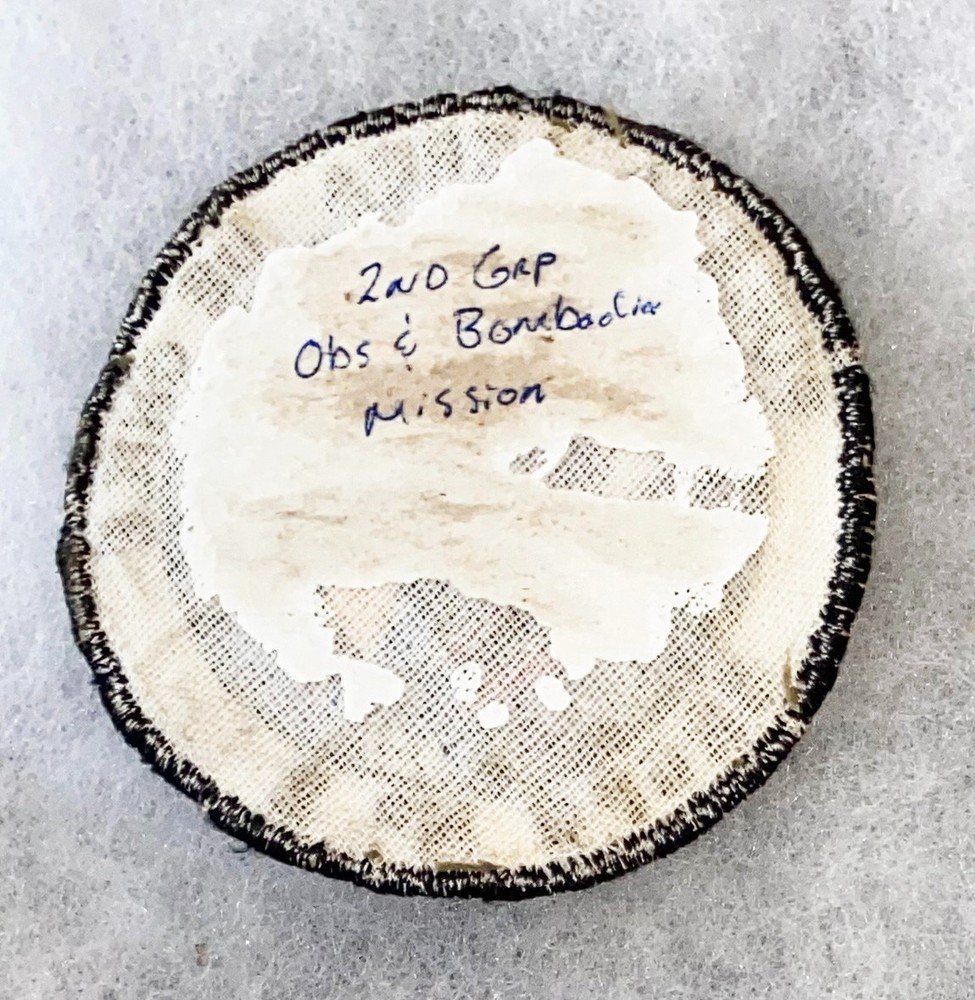 2ND GRP
Obs & Bombadier
Mission